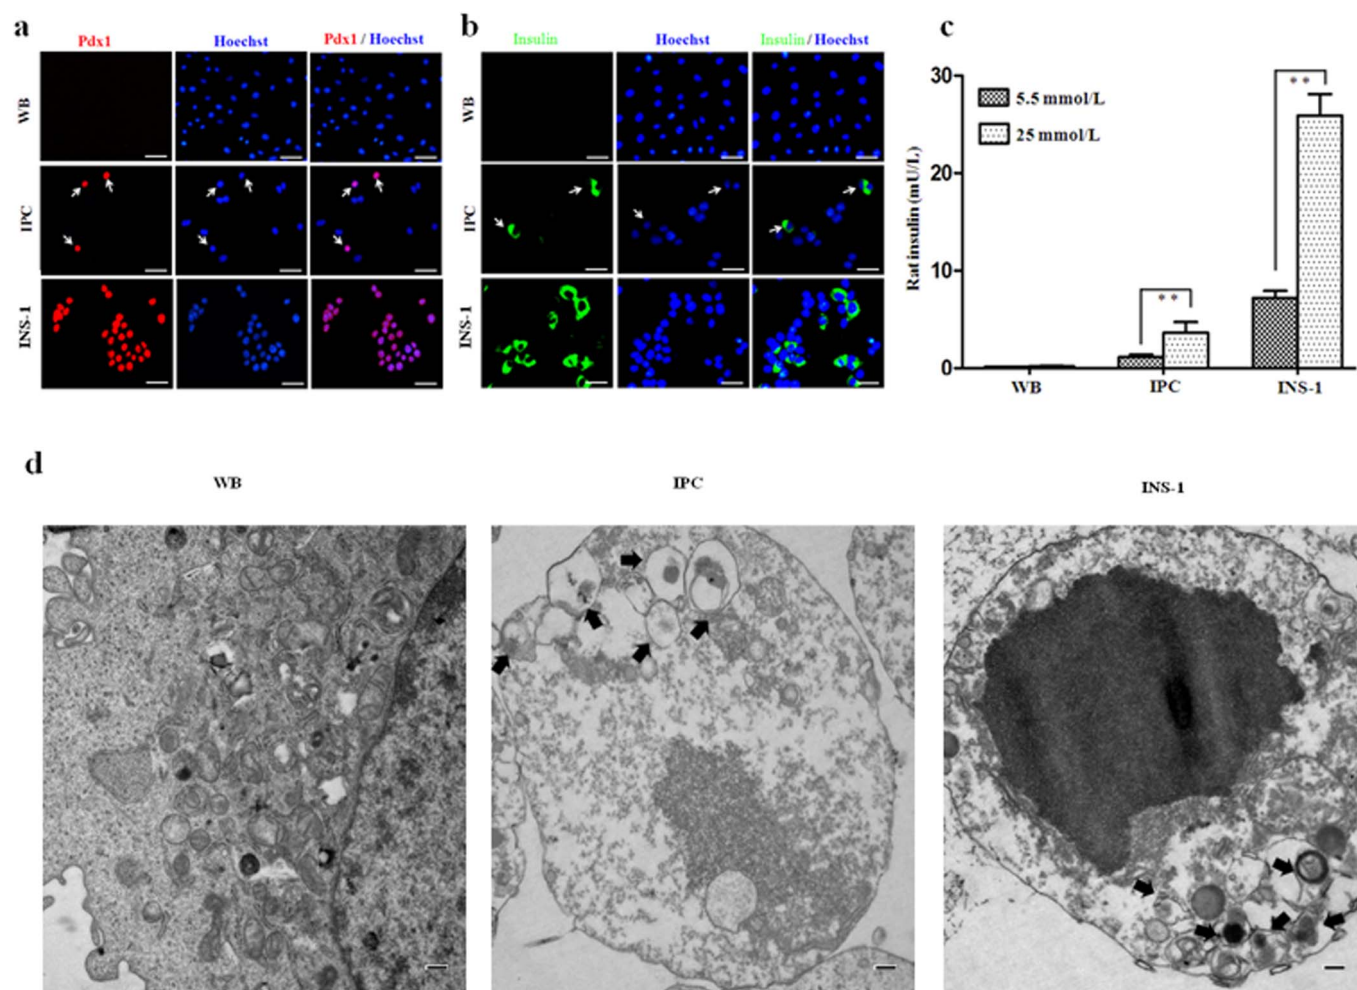 a
Pdx1 Hoechst Pdx1 / Hoechst
WB
IPC
INS-1
b
Insulin Hoechst Insulin / Hoechst
WB
IPC
INS-1
c
30
20
10
0
Rat insulin (mU/L)
5.5 mmol/L
25 mmol/L
**
**
WB IPC INS-1
d
WB IPC INS-1